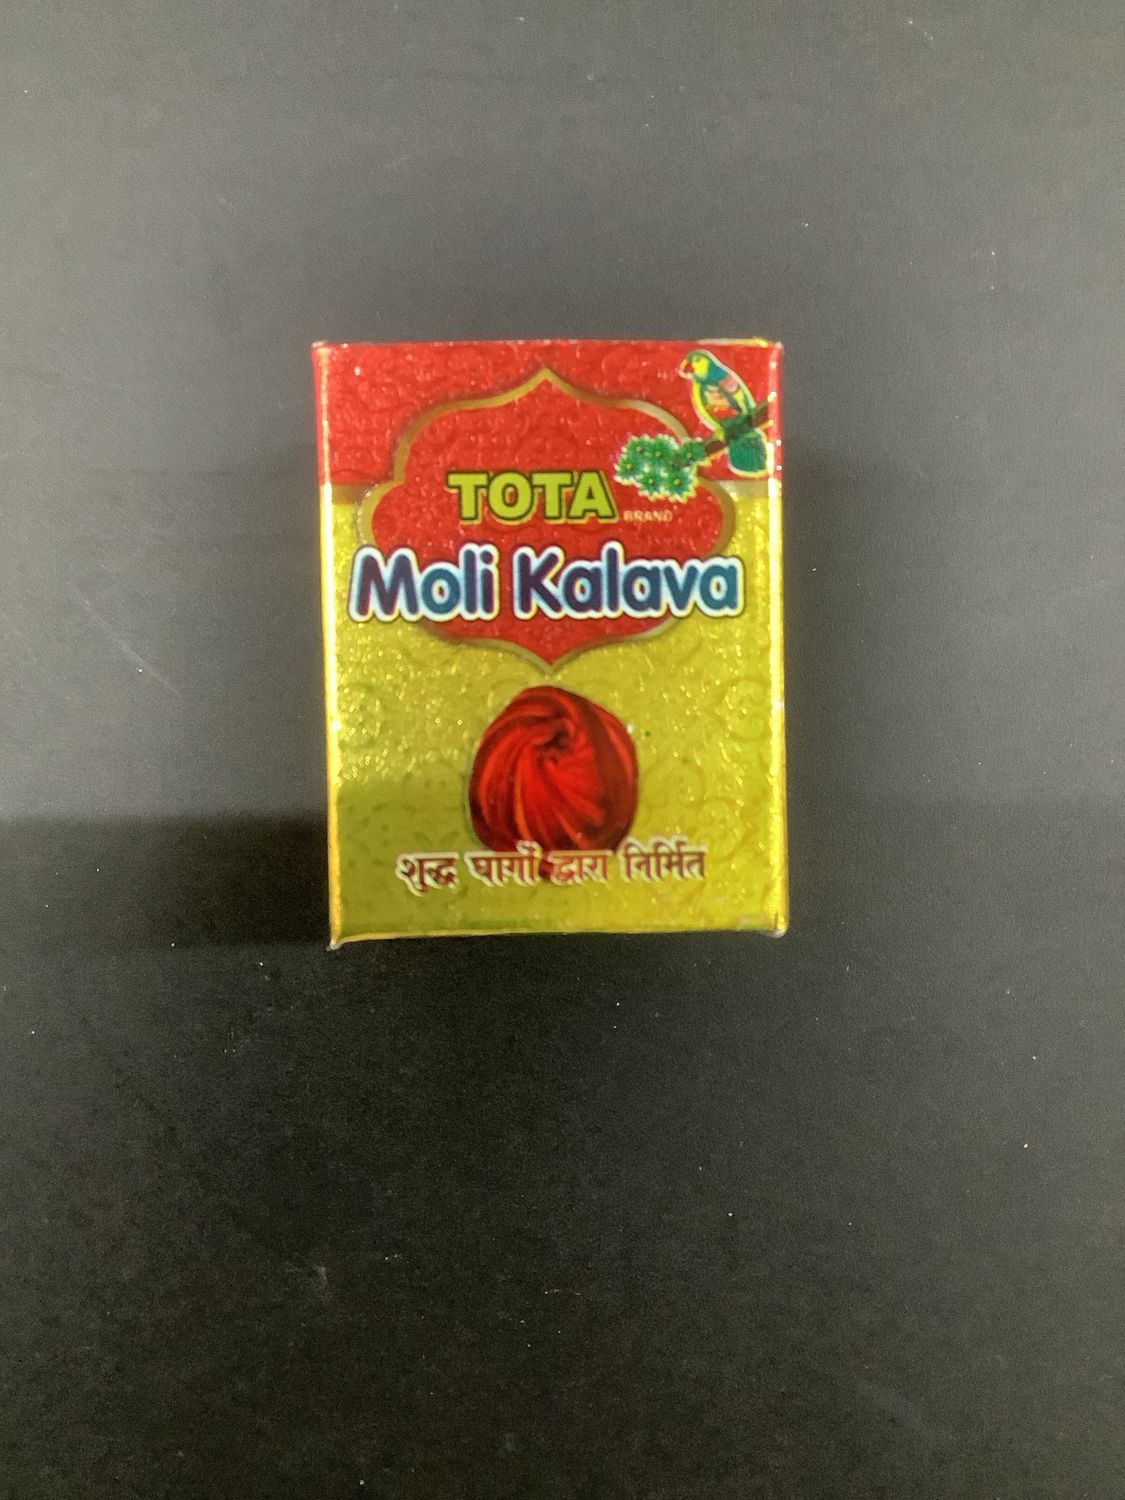 TOTA BRAND
Moli Kalava
शुद्ध घागों द्वारा निर्मित